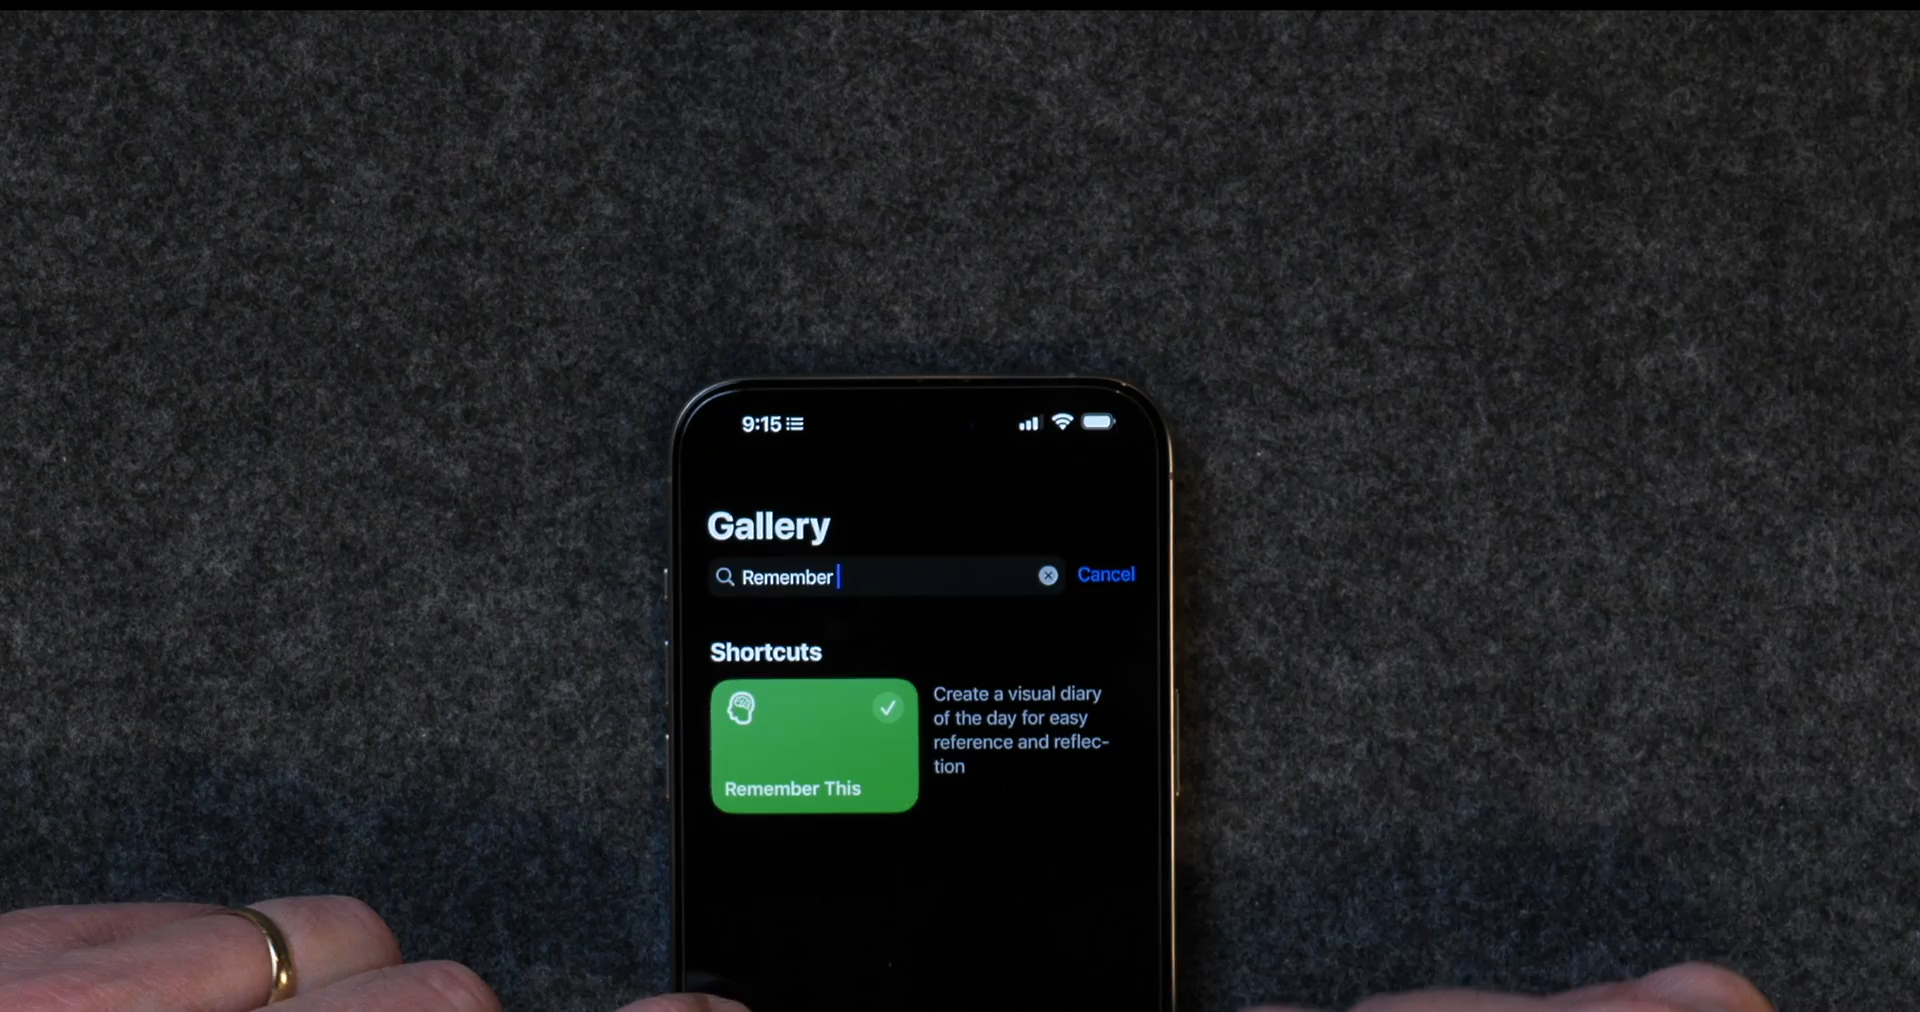 9:15
Gallery
Remember
Cancel
Shortcuts
Remember This
Create a visual diary
of the day for easy
reference and reflec-
tion